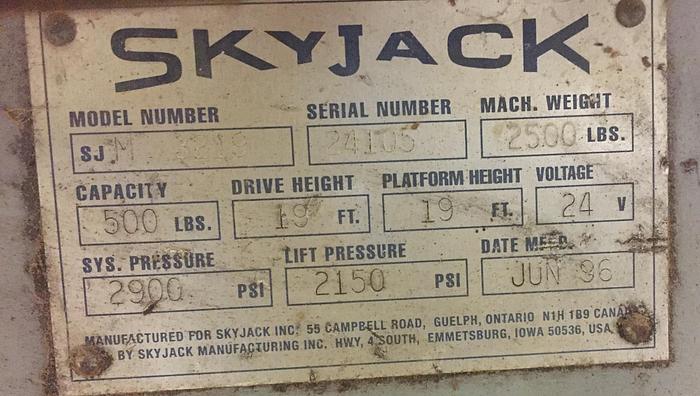 SKYJACK
MODEL NUMBER SERIAL NUMBER MACH. WEIGHT
SJM 3219 24105 2500 LBS.
CAPACITY DRIVE HEIGHT PLATFORM HEIGHT VOLTAGE
500 LBS. 19 FT. 19 FT. 24 V
SYS. PRESSURE LIFT PRESSURE DATE MFED.
2900 PSI 2150 PSI JUN 96
MANUFACTURED FOR SKYJACK INC. 55 CAMPBELL ROAD, GUELPH, ONTARIO N1H 1B9 CANADA
BY SKYJACK MANUFACTURING INC. HWY, 4 SOUTH, EMMETSBURG, IOWA 50536, USA.